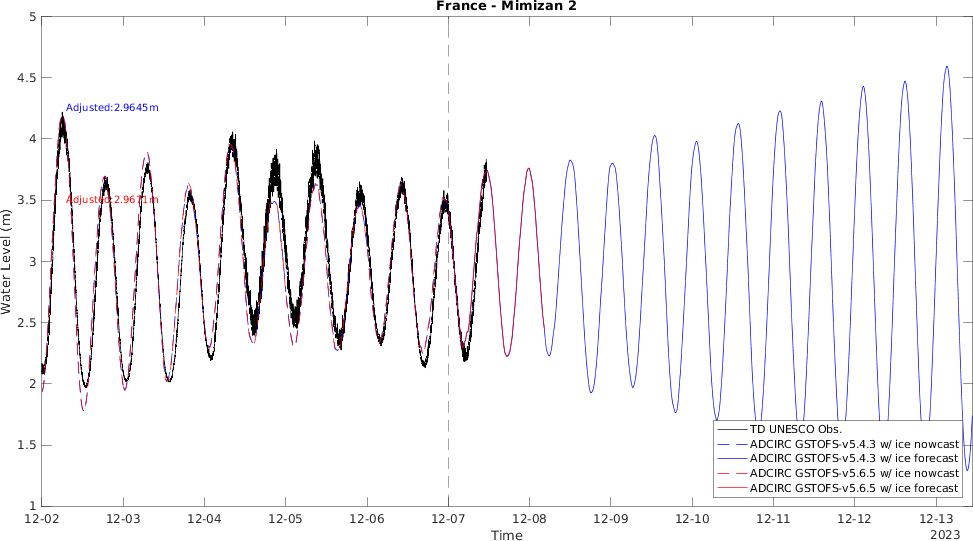 France - Mimizan 2
5
4.5
4
3.5
3
2.5
2
1.5
1
Water Level (m)
Adjusted:2.9645m
Adjusted:2.9671m
TD UNESCO Obs.
ADCIRC GSTOFS-v5.4.3 w/ ice nowcast
ADCIRC GSTOFS-v5.4.3 w/ ice forecast
ADCIRC GSTOFS-v5.6.5 w/ ice nowcast
ADCIRC GSTOFS-v5.6.5 w/ ice forecast
12-02 12-03 12-04 12-05 12-06 12-07 12-08 12-09 12-10 12-11 12-12 12-13
Time
2023